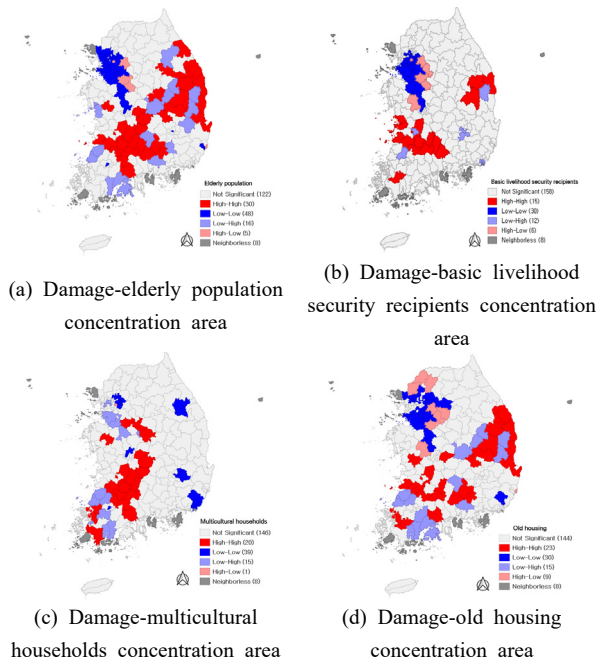 Elderly population
Not Significant (122)
High-High (30)
Low-Low (48)
Low-High (16)
High-Low (5)
Neighborless (8)
(a) Damage-elderly population
concentration area
Basic livelihood security recipients
Not Significant (158)
High-High (15)
Low-Low (30)
Low-High (12)
High-Low (6)
Neighborless (8)
(b) Damage-basic livelihood
security recipients concentration
area
Multicultural households
Not Significant (146)
High-High (20)
Low-Low (39)
Low-High (15)
High-Low (1)
Neighborless (8)
(c) Damage-multicultural
households concentration area
Old housing
Not Significant (144)
High-High (23)
Low-Low (30)
Low-High (15)
High-Low (9)
Neighborless (8)
(d) Damage-old housing
concentration area